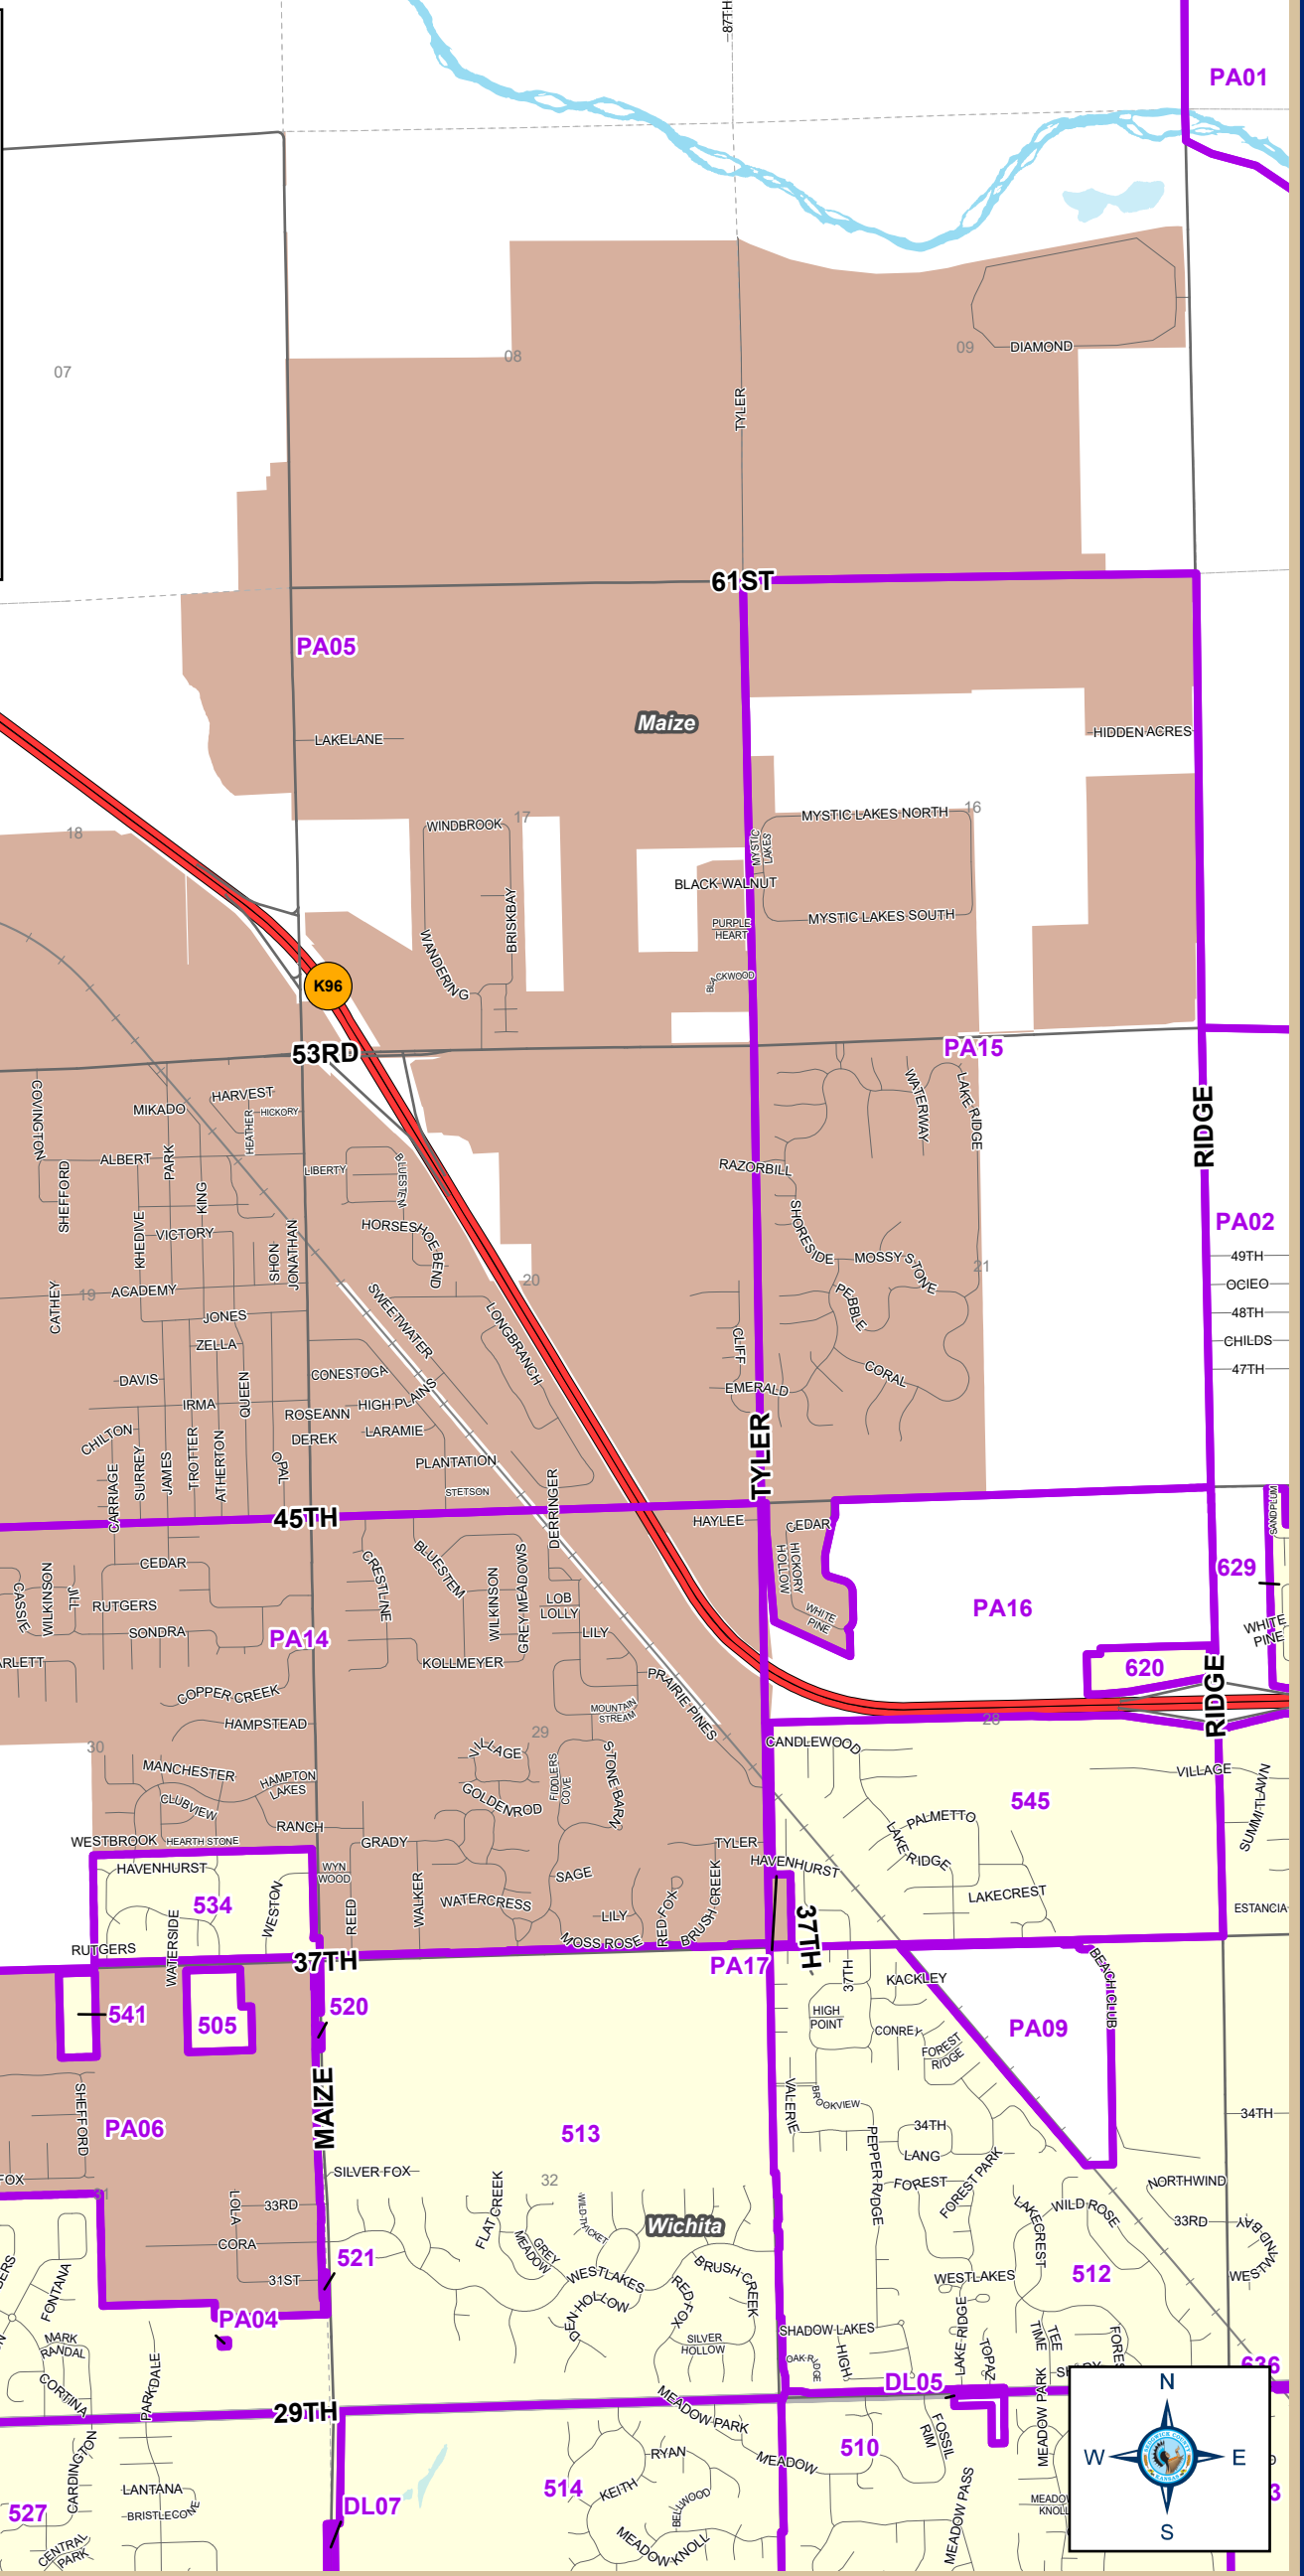 87TH
PA01
07
08
09
DIAMOND
TYLER
61ST
PA05
Maize
LAKELANE
HIDDEN ACRES
18
17
16
WINDBROOK
MYSTIC LAKES NORTH
MYSTIC
LAKES
BLACK WALNUT
BRISKBAY
MYSTIC LAKES SOUTH
PURPLE
HEART
WANDERING
BLACKWOOD
K96
53RD
PA15
COVINGTON
MIKADO
HARVEST
HEATHER
HICKORY
WATERWAY
LAKE RIDGE
RIDGE
ALBERT
PARK
LIBERTY
BLUESTEM
RAZORBILL
SHEFFORD
KING
KHEDIVE
VICTORY
HORSESHOE BEND
SHORESIDE
PA02
SHON
JONATHAN
MOSSY STONE
49TH
19
ACADEMY
20
21
OCIEO
CATHEY
JONES
SWEETWATER
LONGBRANCH
PEBBLE
48TH
ZELLA
CLIFF
CHILDS
DAVIS
QUEEN
CONESTOGA
EMERALD
CORAL
47TH
IRMA
ROSEANN
HIGH PLAINS
CHILTON
DEREK
LARAMIE
TYLER
CARRIAGE
SURREY
JAMES
TROTTER
ATHERTON
OPAL
PLANTATION
STETSON
DERRINGER
45TH
HAYLEE
CEDAR
SANDPLUM
CASSIE
WILKINSON
JILL
CEDAR
CRESTLINE
BLUESTEM
WILKINSON
GREY MEADOWS
HICKORY
HOLLOW
629
RUTGERS
LOB
LOLLY
WHITE
PINE
PA16
SONDRA
PA14
LILY
WHITE
PINE
ARLETT
KOLLMEYER
PRAIRIE PINES
620
RIDGE
COPPER CREEK
MOUNTAIN
STREAM
HAMPSTEAD
29
28
30
VILLAGE
CANDLEWOOD
MANCHESTER
HAMPTON
LAKES
FIDDLERS
COVE
STONE BARN
VILLAGE
CLUBVIEW
GOLDENROD
PALMETTO
545
SUMMITLAWN
RANCH
WESTBROOK
HEARTH STONE
GRADY
TYLER
LAKE RIDGE
HAVENHURST
WYN
WOOD
HAVENHURST
534
WESTON
REED
WALKER
WATERCRESS
SAGE
RED FOX
BRUSH CREEK
LAKECREST
WATERSIDE
LILY
ESTANCIA
RUTGERS
MOSS ROSE
37TH
37TH
PA17
37TH
BEACH CLUB
541
505
520
KACKLEY
HIGH
POINT
CONREY
FOREST
RIDGE
PA09
MAIZE
SHEFFORD
VALERIE
BROOKVIEW
PA06
513
34TH
34TH
PEPPER RIDGE
LANG
FOX
SILVER FOX
FOREST
FOREST PARK
NORTHWIND
31
32
FLAT CREEK
WILD THICKET
LOLA
33RD
LAKECREST
WILD ROSE
33RD
Wichita
WESTWIND BAY
CORA
GREY
MEADOW
521
BRUSH CREEK
31ST
WESTLAKES
RED
FOX
WESTLAKES
512
FONTANA
DEN HOLLOW
PA04
SHADOW LAKES
MARK
RANDAL
SILVER
HOLLOW
OAK RIDGE
HIGH
LAKE RIDGE
TOPAZ
TEE
TIME
636
CORTINA
PARKDALE
DL05
29TH
MEADOW PARK
MEADOW PARK
FOSSIL
RIM
N
W
E
S
SEDGWICK COUNTY
KANSAS
CARDINGTON
RYAN
MEADOW
510
LANTANA
514
KEITH
527
BRISTLECONE
DL07
BELLWOOD
MEADOW PASS
MEADOW
KNOLL
CENTRAL
PARK
MEADOW KNOLL